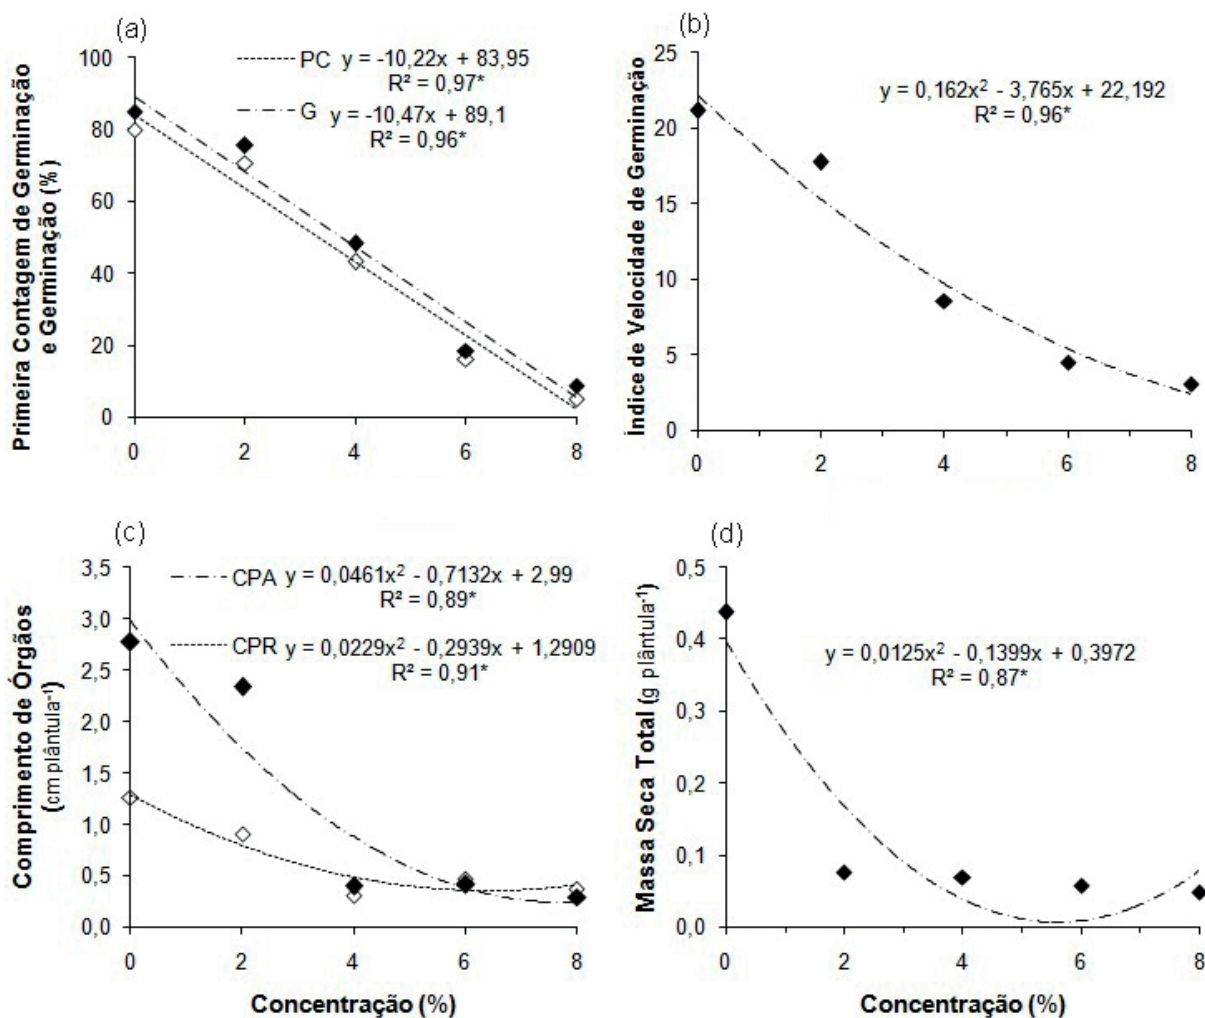 (a)
Primeira Contagem de Germinação
e Germinação (%)
100
80
60
40
20
0
PC y = -10,22x + 83,95
R² = 0,97*
G y = -10,47x + 89,1
R² = 0,96*
0 2 4 6 8
(b)
Índice de Velocidade de Germinação
25
20
15
10
5
0
y = 0,162x² - 3,765x + 22,192
R² = 0,96*
0 2 4 6 8
(c)
Comprimento de Órgãos
(cm plântula⁻¹)
3,5
3,0
2,5
2,0
1,5
1,0
0,5
0,0
CPA y = 0,0461x² - 0,7132x + 2,99
R² = 0,89*
CPR y = 0,0229x² - 0,2939x + 1,2909
R² = 0,91*
0 2 4 6 8
Concentração (%)
(d)
Massa Seca Total (g plântula⁻¹)
0,5
0,4
0,3
0,2
0,1
0,0
y = 0,0125x² - 0,1399x + 0,3972
R² = 0,87*
0 2 4 6 8
Concentração (%)